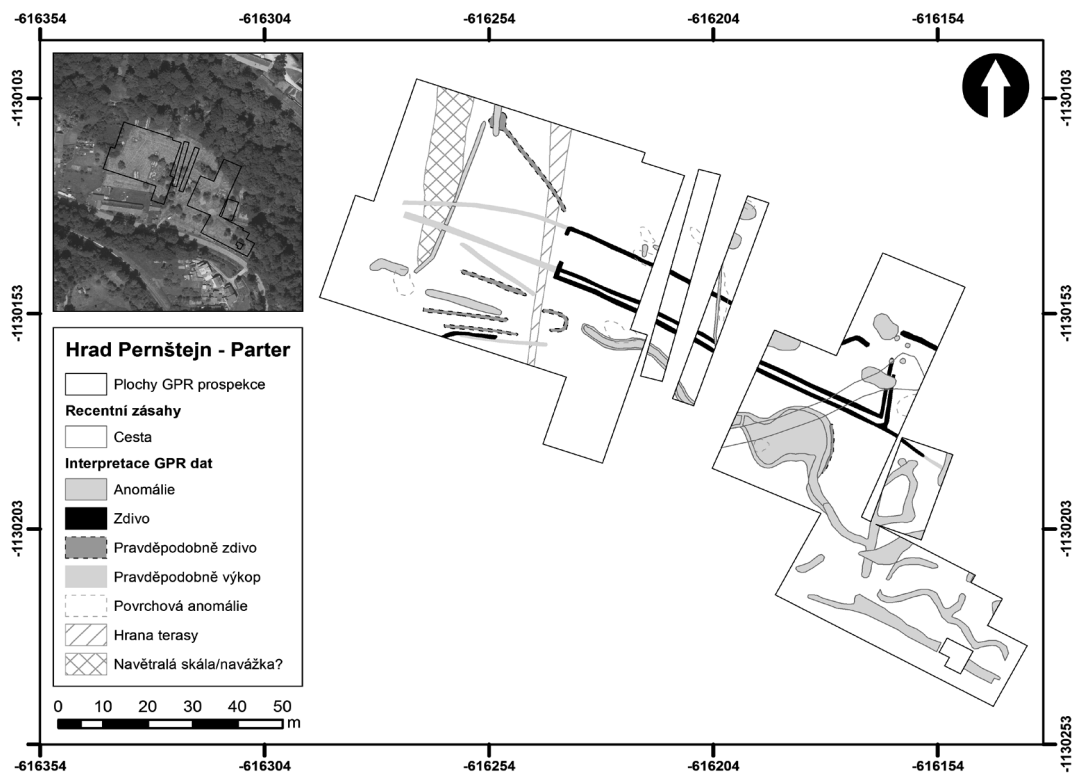 -616354 -616304 -616254 -616204 -616154
-1130103 -1130103
-1130153 -1130153
-1130203 -1130203
-1130253
Hrad Pernštejn - Parter
Plochy GPR prospekce
Recentní zásahy
Cesta
Interpretace GPR dat
Anomálie
Zdivo
Pravděpodobně zdivo
Pravděpodobně výkop
Povrchová anomálie
Hrana terasy
Navětralá skála/navážka?
0 10 20 30 40 50
m
-616354 -616304 -616254 -616204 -616154